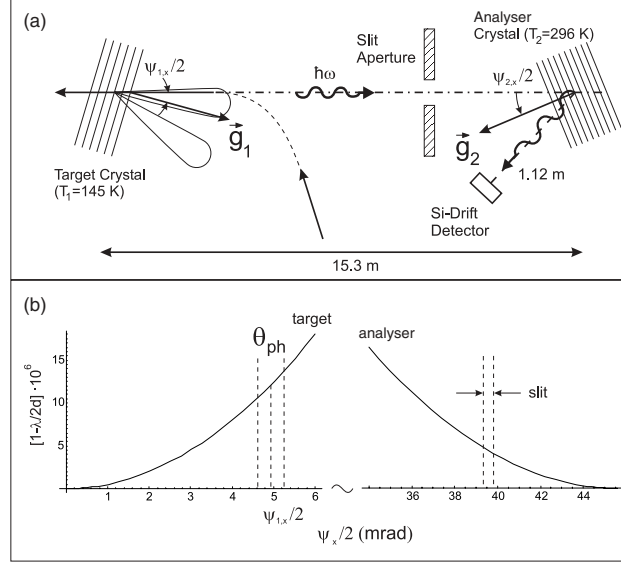 (a)
Slit
Aperture
Analyser
Crystal (T₂=296 K)
ψ₁,ₓ/2
ħω
ψ₂,ₓ/2
g⃗₁
g⃗₂
Target Crystal
(T₁=145 K)
1.12 m
Si-Drift
Detector
15.3 m
(b)
target
analyser
θph
slit
[1-λ/2d]·10⁶
15
10
5
1 2 3 4 5 6 36 38 40 42 44
ψ₁,ₓ/2
ψₓ/2 (mrad)